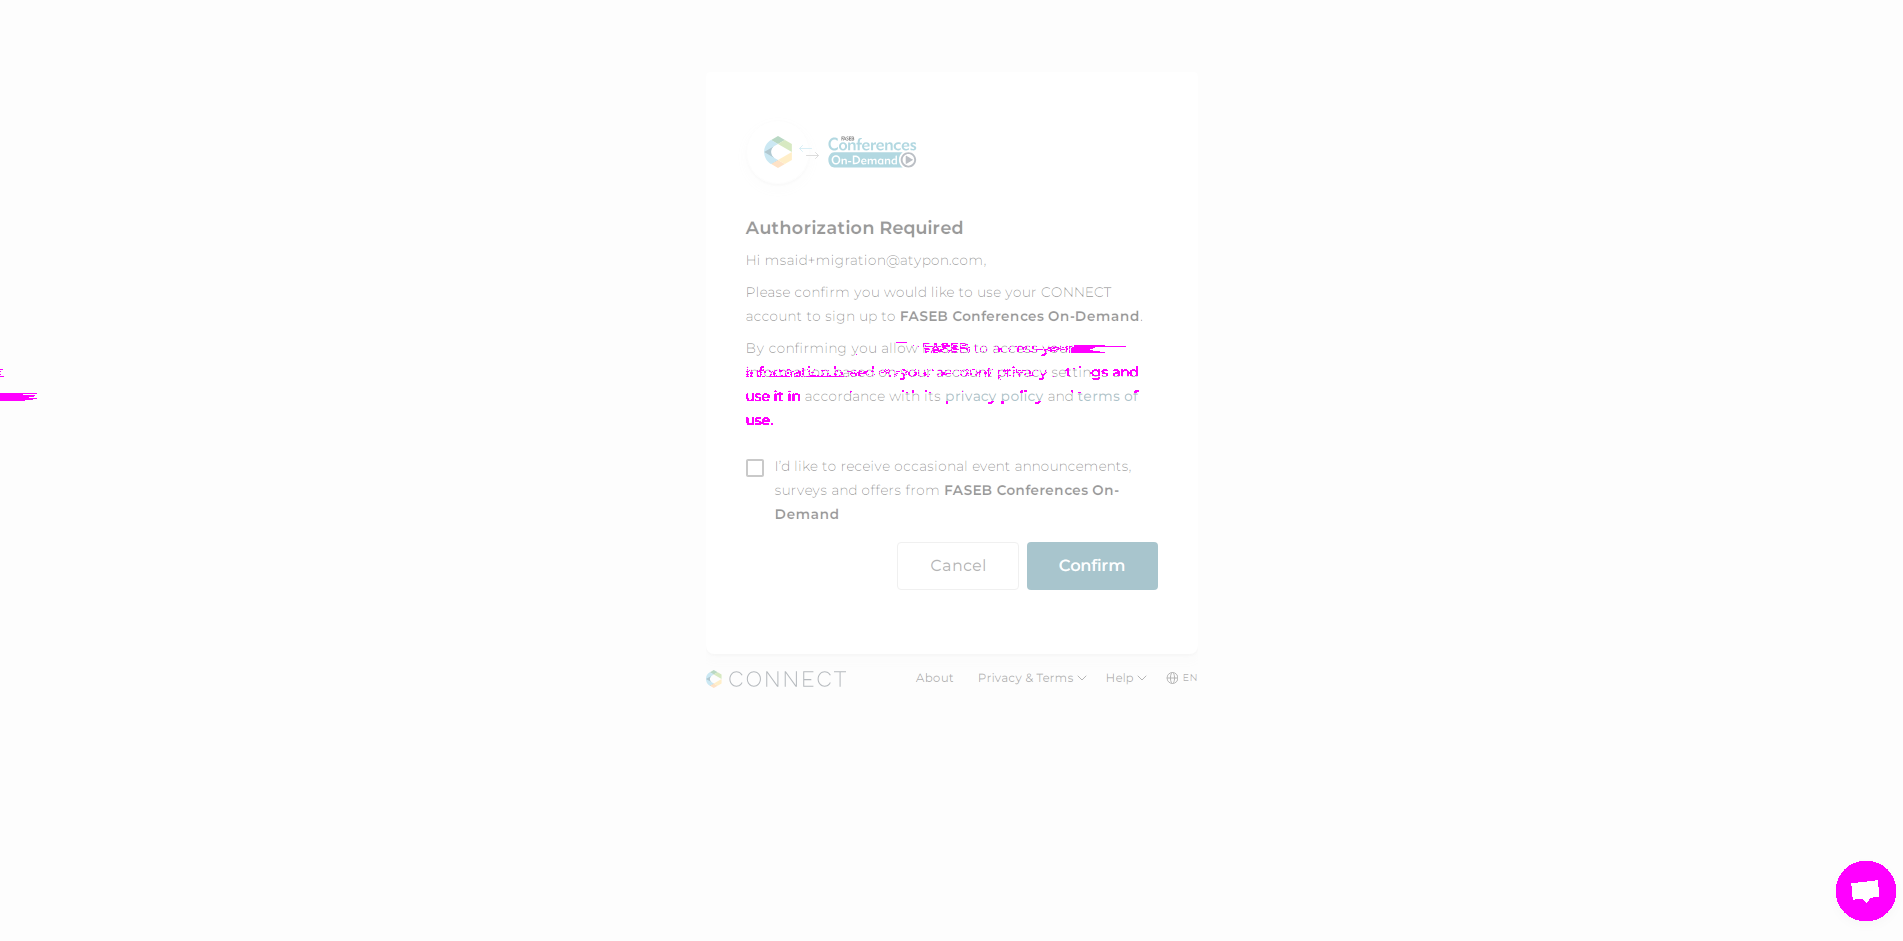 FASEB
Conferences
On-Demand
Authorization Required
Hi msaid+migration@atypon.com,
Please confirm you would like to use your CONNECT
account to sign up to FASEB Conferences On-Demand.
By confirming you allow FASEB to access your
information based on your account privacy settings and
use it in accordance with its privacy policy and terms of
use.
I'd like to receive occasional event announcements,
surveys and offers from FASEB Conferences On-
Demand
Cancel Confirm
CONNECT About Privacy & Terms Help EN